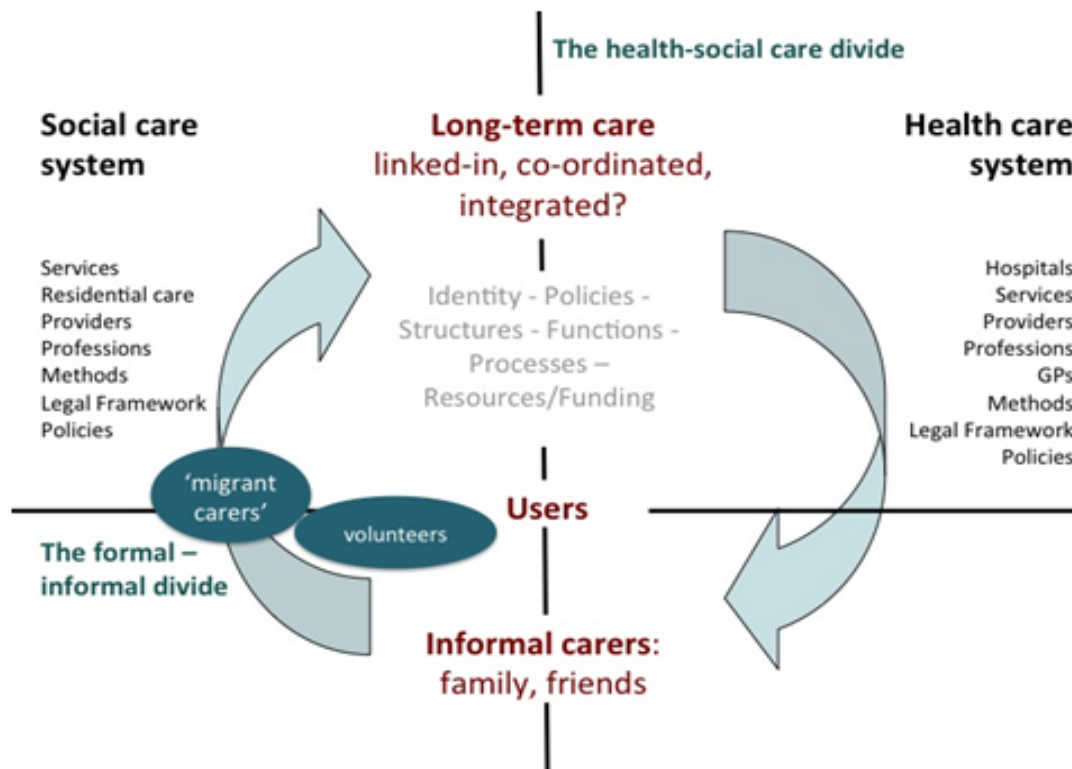 The health-social care divide
Social care
system
Long-term care
linked-in, co-ordinated,
integrated?
Health care
system
Services
Residential care
Providers
Professions
Methods
Legal Framework
Policies
Identity - Policies -
Structures - Functions -
Processes –
Resources/Funding
Hospitals
Services
Providers
Professions
GPs
Methods
Legal Framework
Policies
‘migrant
carers’
volunteers
Users
The formal –
informal divide
Informal carers:
family, friends